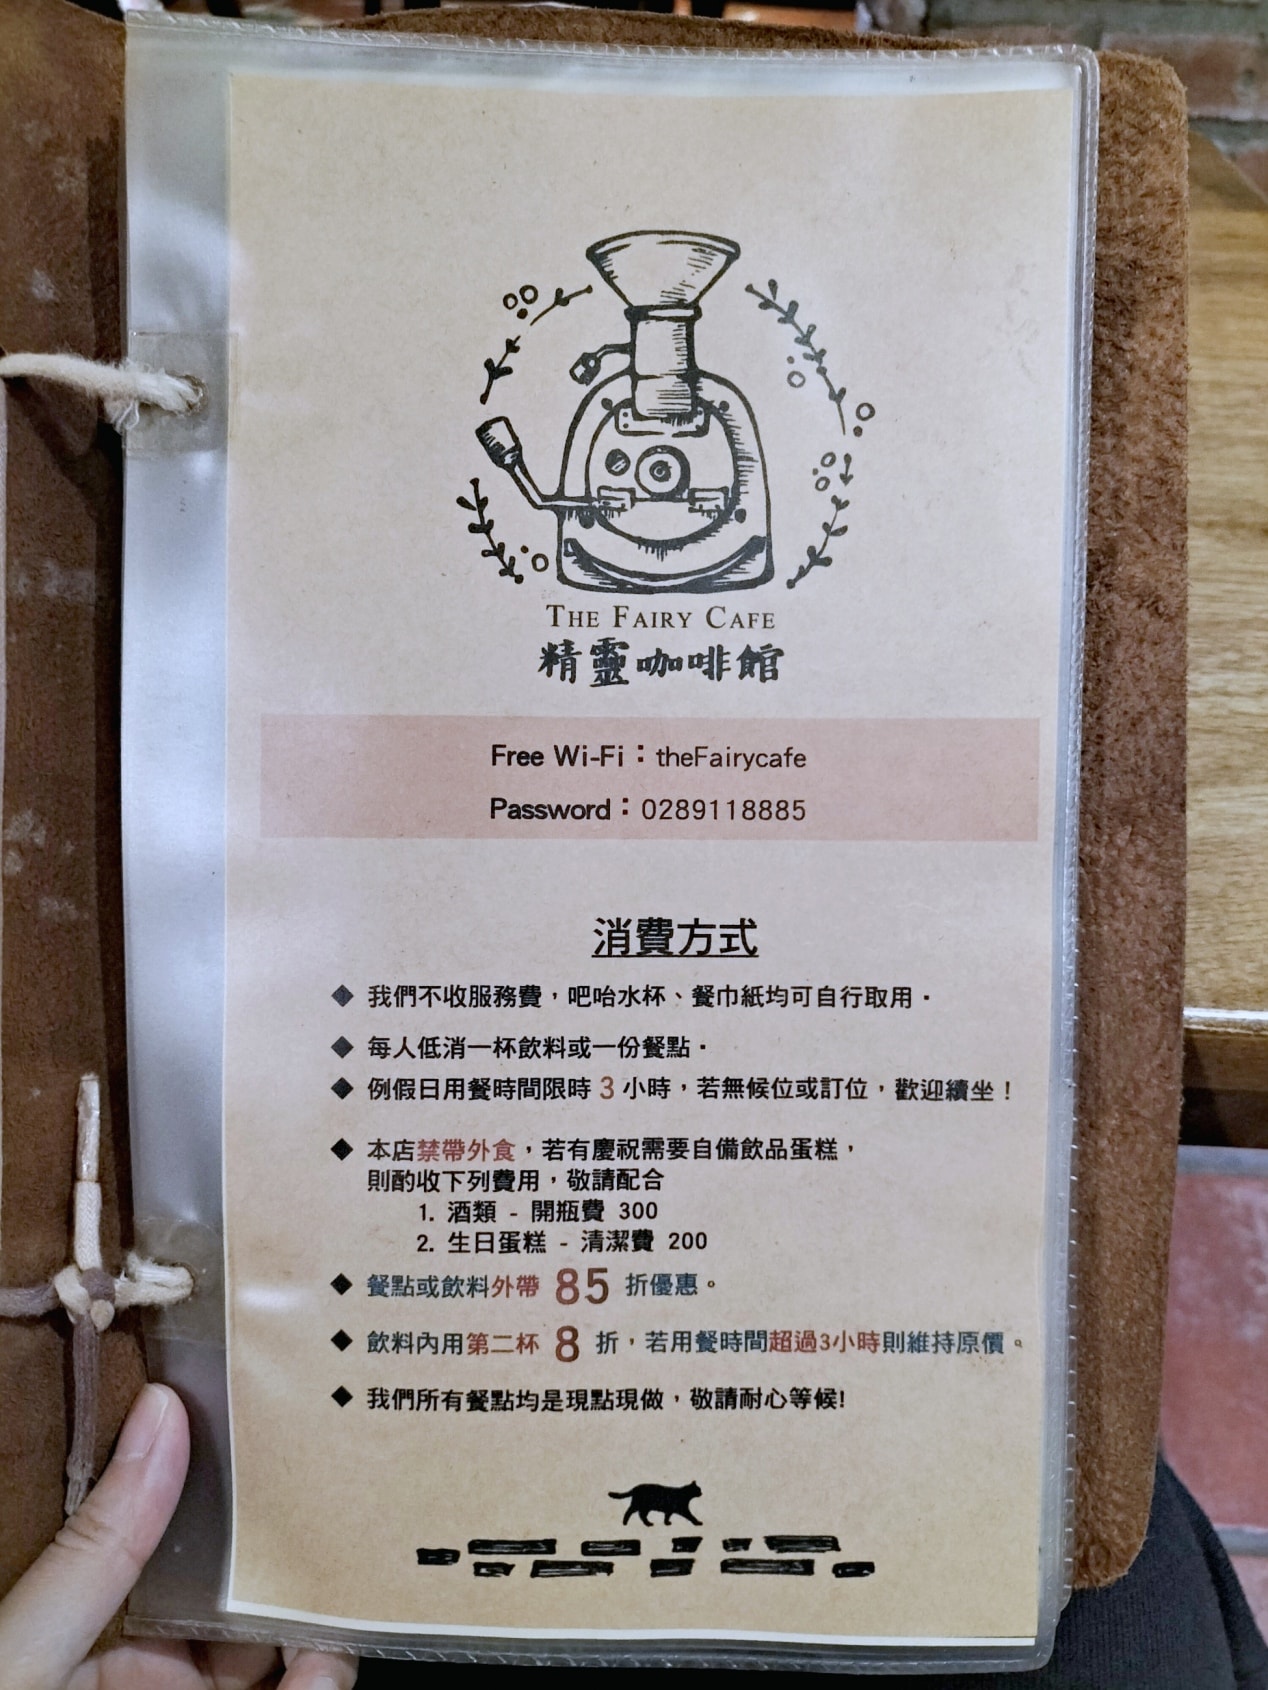 THE FAIRY CAFE
精靈咖啡館
Free Wi-Fi：theFairycafe
Password：0289118885
消費方式
◆ 我們不收服務費，吧咍水杯、餐巾紙均可自行取用。
◆ 每人低消一杯飲料或一份餐點。
◆ 例假日用餐時間限時 3 小時，若無候位或訂位，歡迎續坐！
◆ 本店禁帶外食，若有慶祝需要自備飲品蛋糕，
則酌收下列費用，敬請配合
1. 酒類 - 開瓶費 300
2. 生日蛋糕 - 清潔費 200
◆ 餐點或飲料外帶 85 折優惠。
◆ 飲料內用第二杯 8 折，若用餐時間超過3小時則維持原價。
◆ 我們所有餐點均是現點現做，敬請耐心等候!